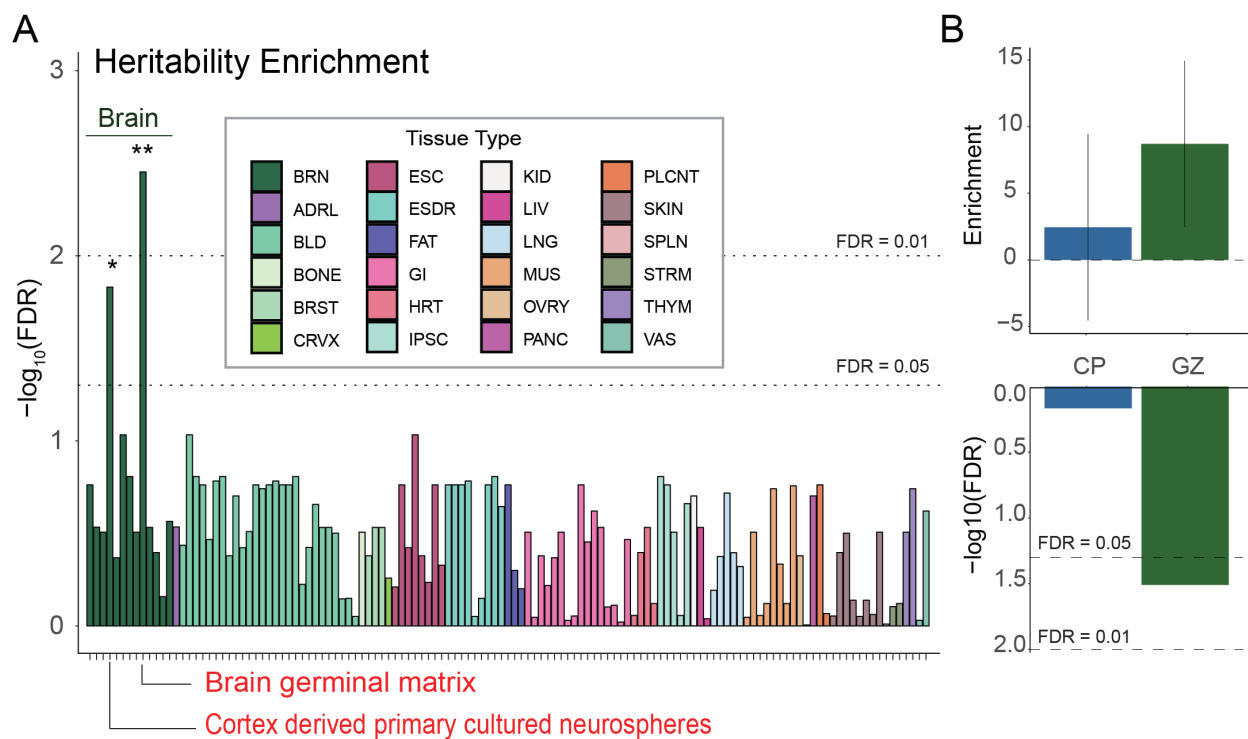 A
Heritability Enrichment
3
2
1
0
−log10(FDR)
Brain
*
**
Tissue Type
BRN
ADRL
BLD
BONE
BRST
CRVX
ESC
ESDR
FAT
GI
HRT
IPSC
KID
LIV
LNG
MUS
OVRY
PANC
PLCNT
SKIN
SPLN
STRM
THYM
VAS
FDR = 0.01
FDR = 0.05
Brain germinal matrix
Cortex derived primary cultured neurospheres
B
15
10
5
0
−5
Enrichment
CP
GZ
0.0
0.5
1.0
1.5
2.0
−log10(FDR)
FDR = 0.05
FDR = 0.01